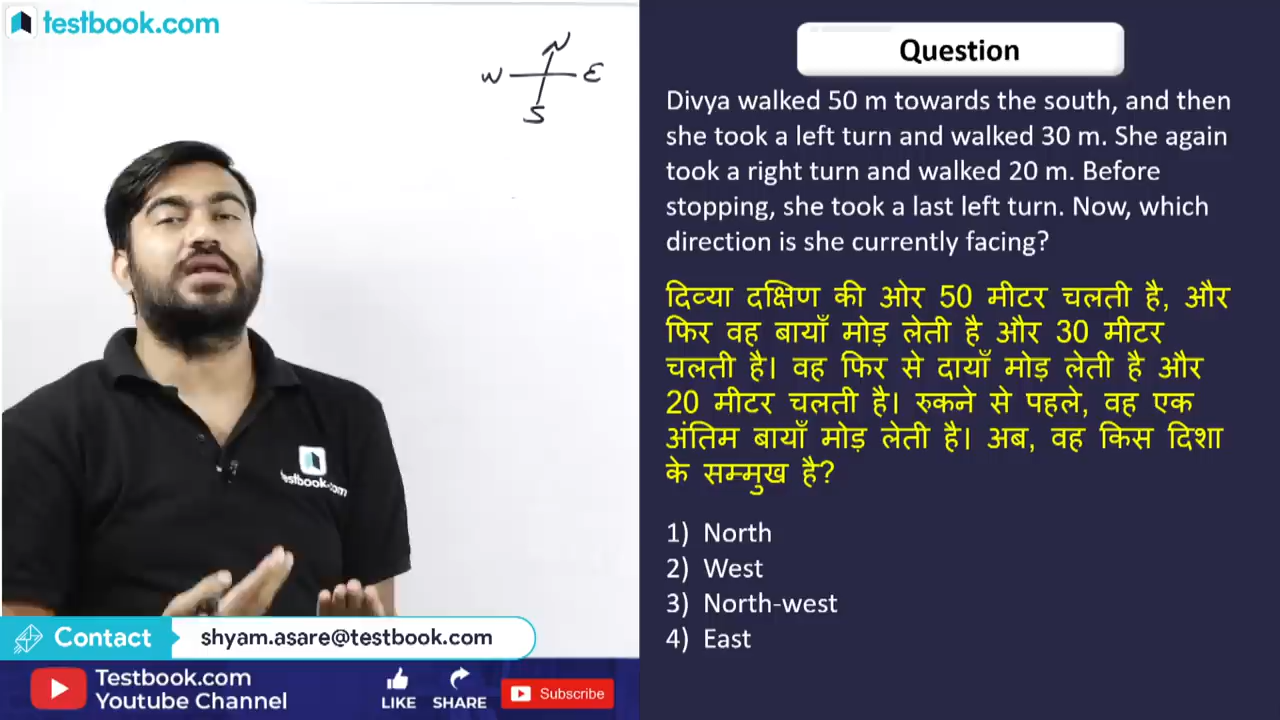 testbook.com
N
W E
S
testbook.com
Contact shyam.asare@testbook.com
Testbook.com
Youtube Channel
LIKE SHARE Subscribe
Question
Divya walked 50 m towards the south, and then
she took a left turn and walked 30 m. She again
took a right turn and walked 20 m. Before
stopping, she took a last left turn. Now, which
direction is she currently facing?
दिव्या दक्षिण की ओर 50 मीटर चलती है, और
फिर वह बायाँ मोड़ लेती है और 30 मीटर
चलती है। वह फिर से दायाँ मोड़ लेती है और
20 मीटर चलती है। रुकने से पहले, वह एक
अंतिम बायाँ मोड़ लेती है। अब, वह किस दिशा
के सम्मुख है?
1) North
2) West
3) North-west
4) East